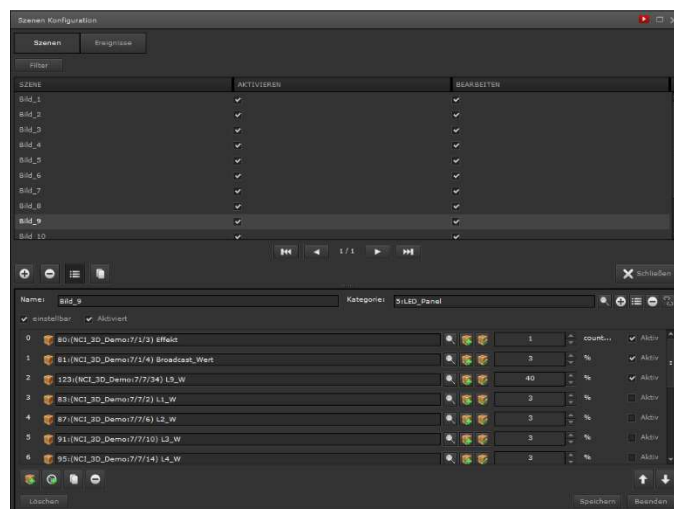 Szenen Konfiguration
Szenen Ereignisse
Filter
SZENE AKTIVIEREN BEARBEITEN
Bild_1
Bild_2
Bild_3
Bild_4
Bild_5
Bild_6
Bild_7
Bild_8
Bild_9
Bild_10
1/1
Schließen
Name: Bild_9 Kategorie: 5:LED_Panel
einstellbar Aktiviert
0 80:(NCI_3D_Demo:7/1/3) Effekt 1 count... Aktiv
1 81:(NCI_3D_Demo:7/1/4) Broadcast_Wert 3 % Aktiv
2 123:(NCI_3D_Demo:7/7/34) L9_W 40 % Aktiv
3 83:(NCI_3D_Demo:7/7/2) L1_W 3 % Aktiv
4 87:(NCI_3D_Demo:7/7/6) L2_W 3 % Aktiv
5 91:(NCI_3D_Demo:7/7/10) L3_W 3 % Aktiv
6 95:(NCI_3D_Demo:7/7/14) L4_W 3 % Aktiv
Löschen Speichern Beenden